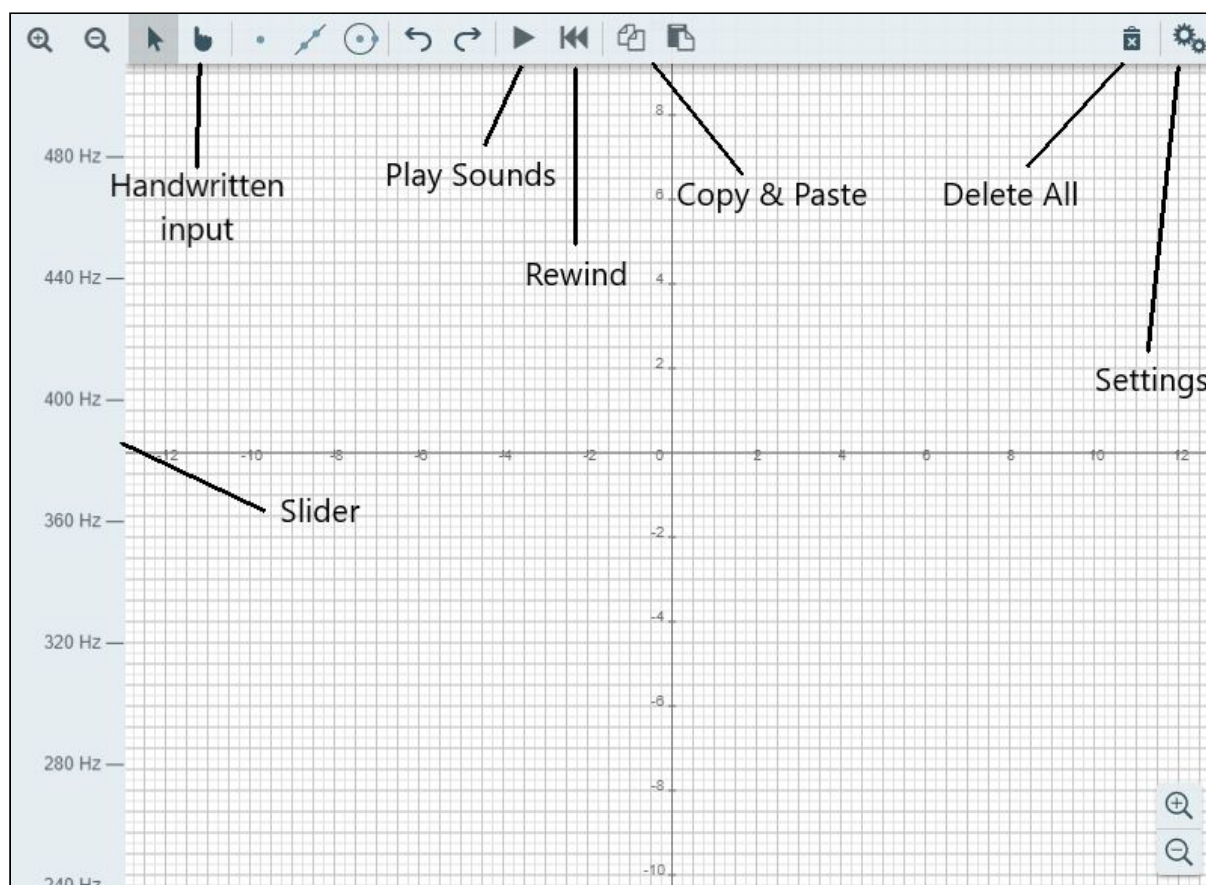 8
480 Hz
Handwritten
input
Play Sounds
Copy & Paste
6
Delete All
440 Hz
Rewind
4
2
Settings
400 Hz
-12 -10 -8 -6 -4 -2 0 2 4 6 8 10 12
Slider
360 Hz
-2
-4
320 Hz
-6
280 Hz
-8
-10
240 Hz